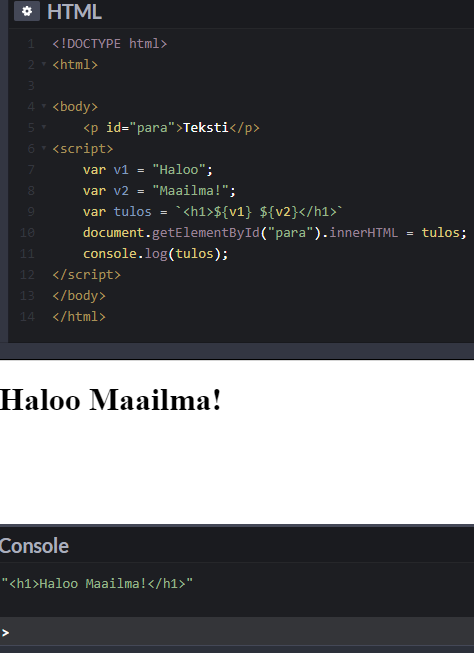 HTML
1 <!DOCTYPE html>
2 <html>
3
4 <body>
5 <p id="para">Teksti</p>
6 <script>
7 var v1 = "Haloo";
8 var v2 = "Maailma!";
9 var tulos = `<h1>${v1} ${v2}</h1>`
10 document.getElementById("para").innerHTML = tulos;
11 console.log(tulos);
12 </script>
13 </body>
14 </html>
Haloo Maailma!
Console
"<h1>Haloo Maailma!</h1>"
>